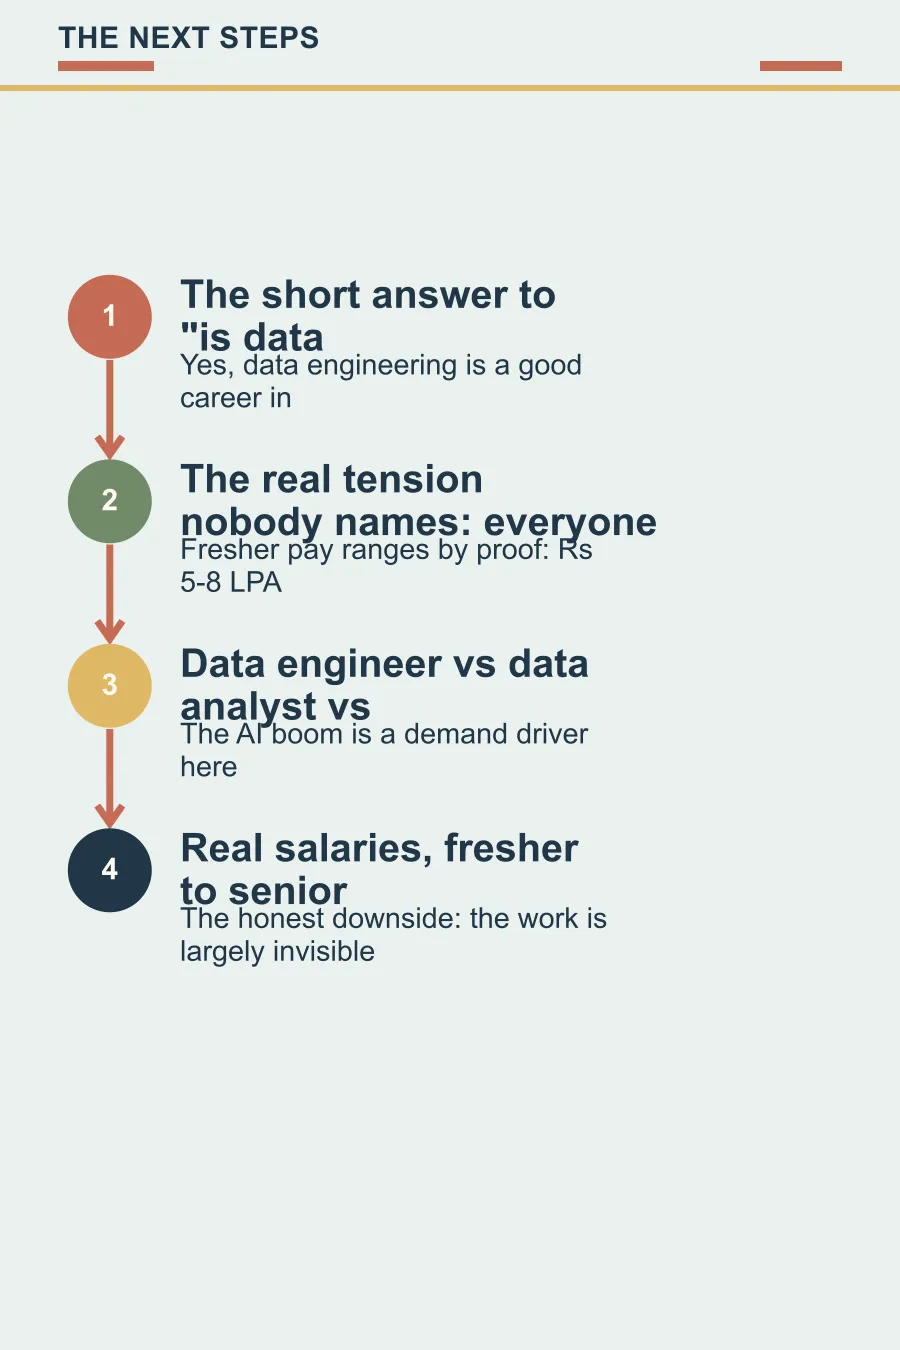 THE NEXT STEPS
1
The short answer to
"is data
Yes, data engineering is a good
career in
2
The real tension
nobody names: everyone
Fresher pay ranges by proof: Rs
5-8 LPA
3
Data engineer vs data
analyst vs
The AI boom is a demand driver
here
4
Real salaries, fresher
to senior
The honest downside: the work is
largely invisible